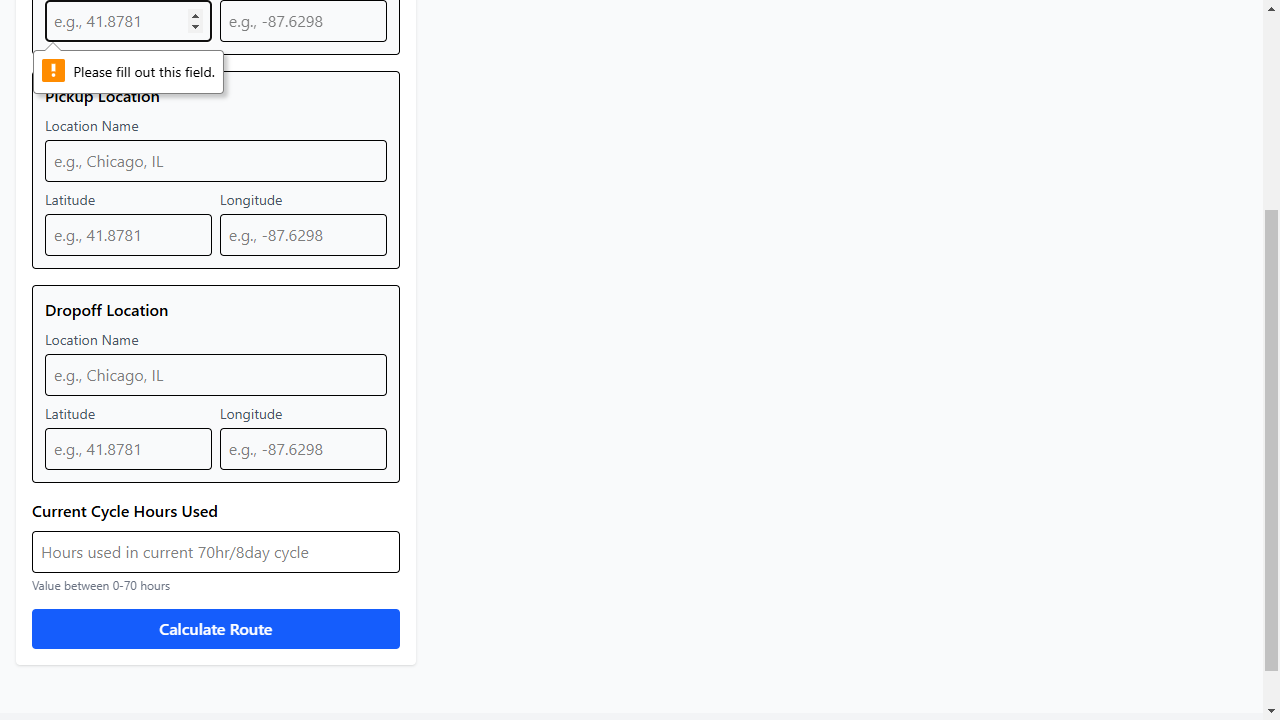 e.g., 41.8781 e.g., -87.6298
Please fill out this field.
Pickup Location
Location Name
e.g., Chicago, IL
Latitude Longitude
e.g., 41.8781 e.g., -87.6298
Dropoff Location
Location Name
e.g., Chicago, IL
Latitude Longitude
e.g., 41.8781 e.g., -87.6298
Current Cycle Hours Used
Hours used in current 70hr/8day cycle
Value between 0-70 hours
Calculate Route